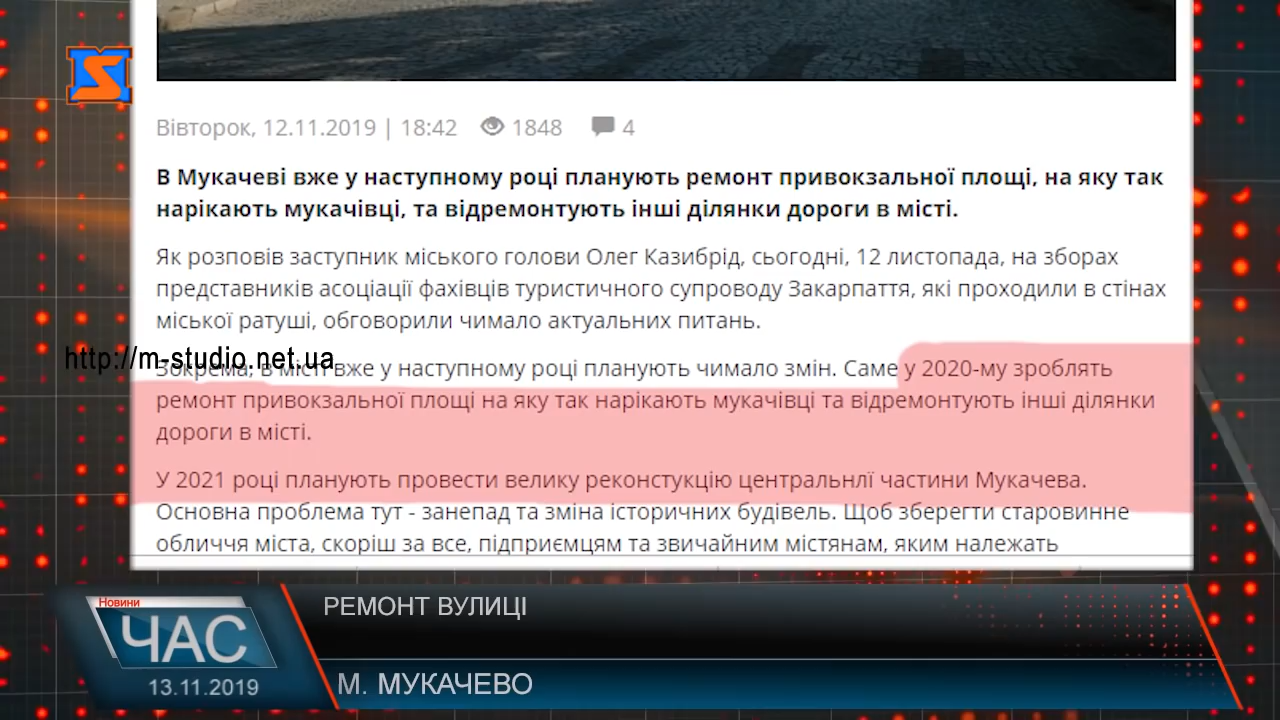 Вівторок, 12.11.2019 | 18:42 1848 4
В Мукачеві вже у наступному році планують ремонт привокзальної площі, на яку так
нарікають мукачівці, та відремонтують інші ділянки дороги в місті.
Як розповів заступник міського голови Олег Казибрід, сьогодні, 12 листопада, на зборах
представників асоціації фахівців туристичного супроводу Закарпаття, які проходили в стінах
міської ратуші, обговорили чимало актуальних питань.
http://m-studio.net.ua
Зокрема, в місті вже у наступному році планують чимало змін. Саме у 2020-му зроблять
ремонт привокзальної площі на яку так нарікають мукачівці та відремонтують інші ділянки
дороги в місті.
У 2021 році планують провести велику реконстукцію центральнлї частини Мукачева.
Основна проблема тут - занепад та зміна історичних будівель. Щоб зберегти старовинне
обличчя міста, скоріш за все, підприємцям та звичайним містянам, яким належать
Новини
ЧАС
13.11.2019
РЕМОНТ ВУЛИЦІ
М. МУКАЧЕВО